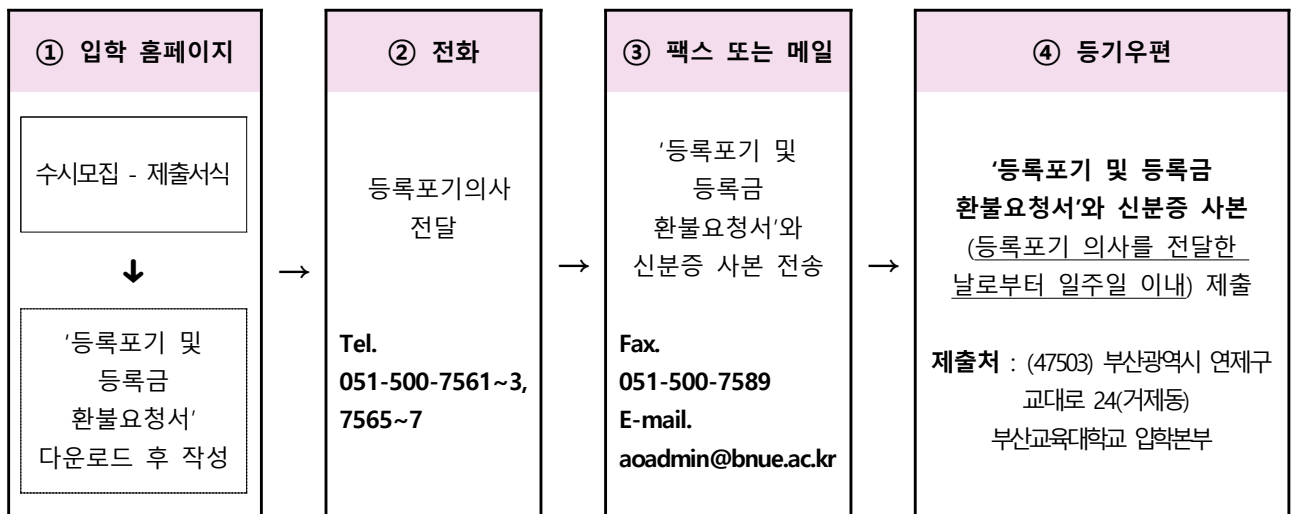 ① 입학 홈페이지
수시모집 - 제출서식
↓
'등록포기 및
등록금
환불요청서'
다운로드 후 작성
→
② 전화
등록포기의사
전달
Tel.
051-500-7561~3,
7565~7
→
③ 팩스 또는 메일
'등록포기 및
등록금
환불요청서'와
신분증 사본 전송
Fax.
051-500-7589
E-mail.
aoadmin@bnue.ac.kr
→
④ 등기우편
'등록포기 및 등록금
환불요청서'와 신분증 사본
(등록포기 의사를 전달한
날로부터 일주일 이내) 제출
제출처 : (47503) 부산광역시 연제구
교대로 24(거제동)
부산교육대학교 입학본부